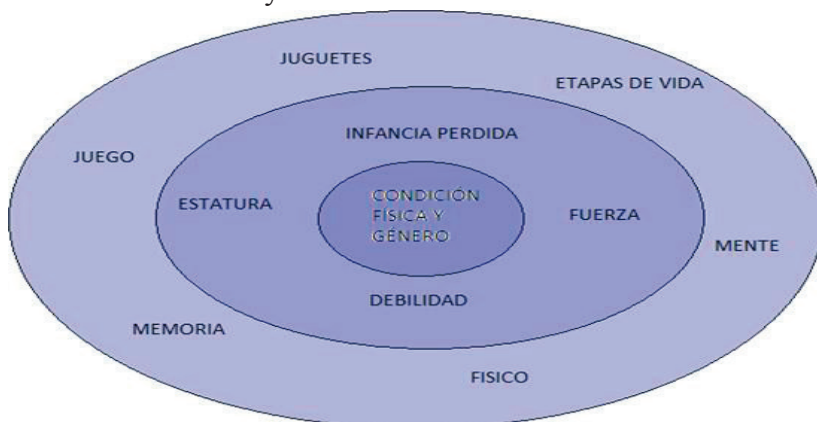 y
JUGUETES
ETAPAS DE VIDA
INFANCIA PERDIDA
JUEGO
ESTATURA
CONDICIÓN
FÍSICA Y
GÉNERO
FUERZA
MENTE
DEBILIDAD
MEMORIA
FISICO